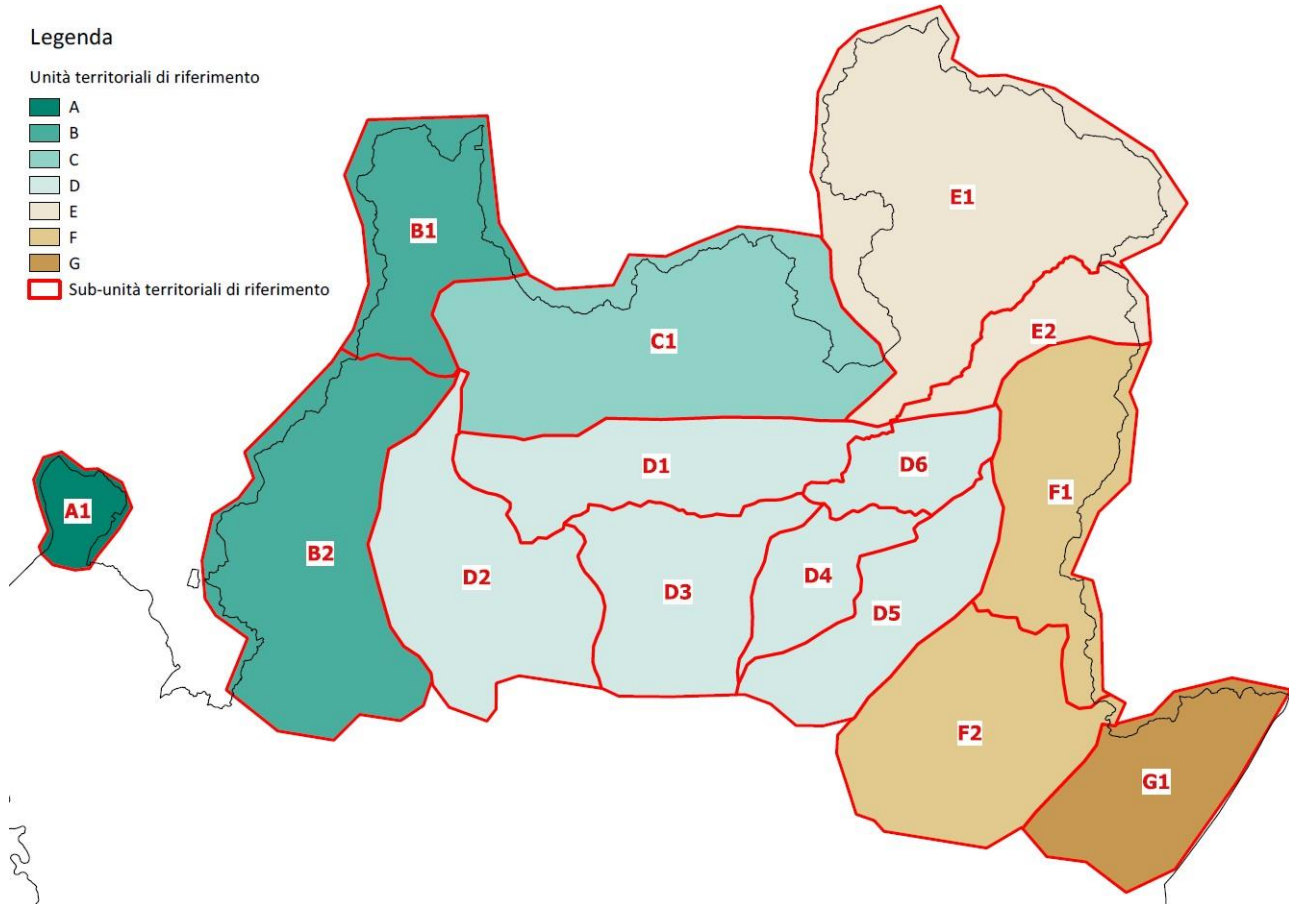 Legenda
Unità territoriali di riferimento
A
B
C
D
E
F
G
Sub-unità territoriali di riferimento
E1
B1
E2
C1
D1
D6
F1
A1
B2
D2
D3
D4
D5
F2
G1